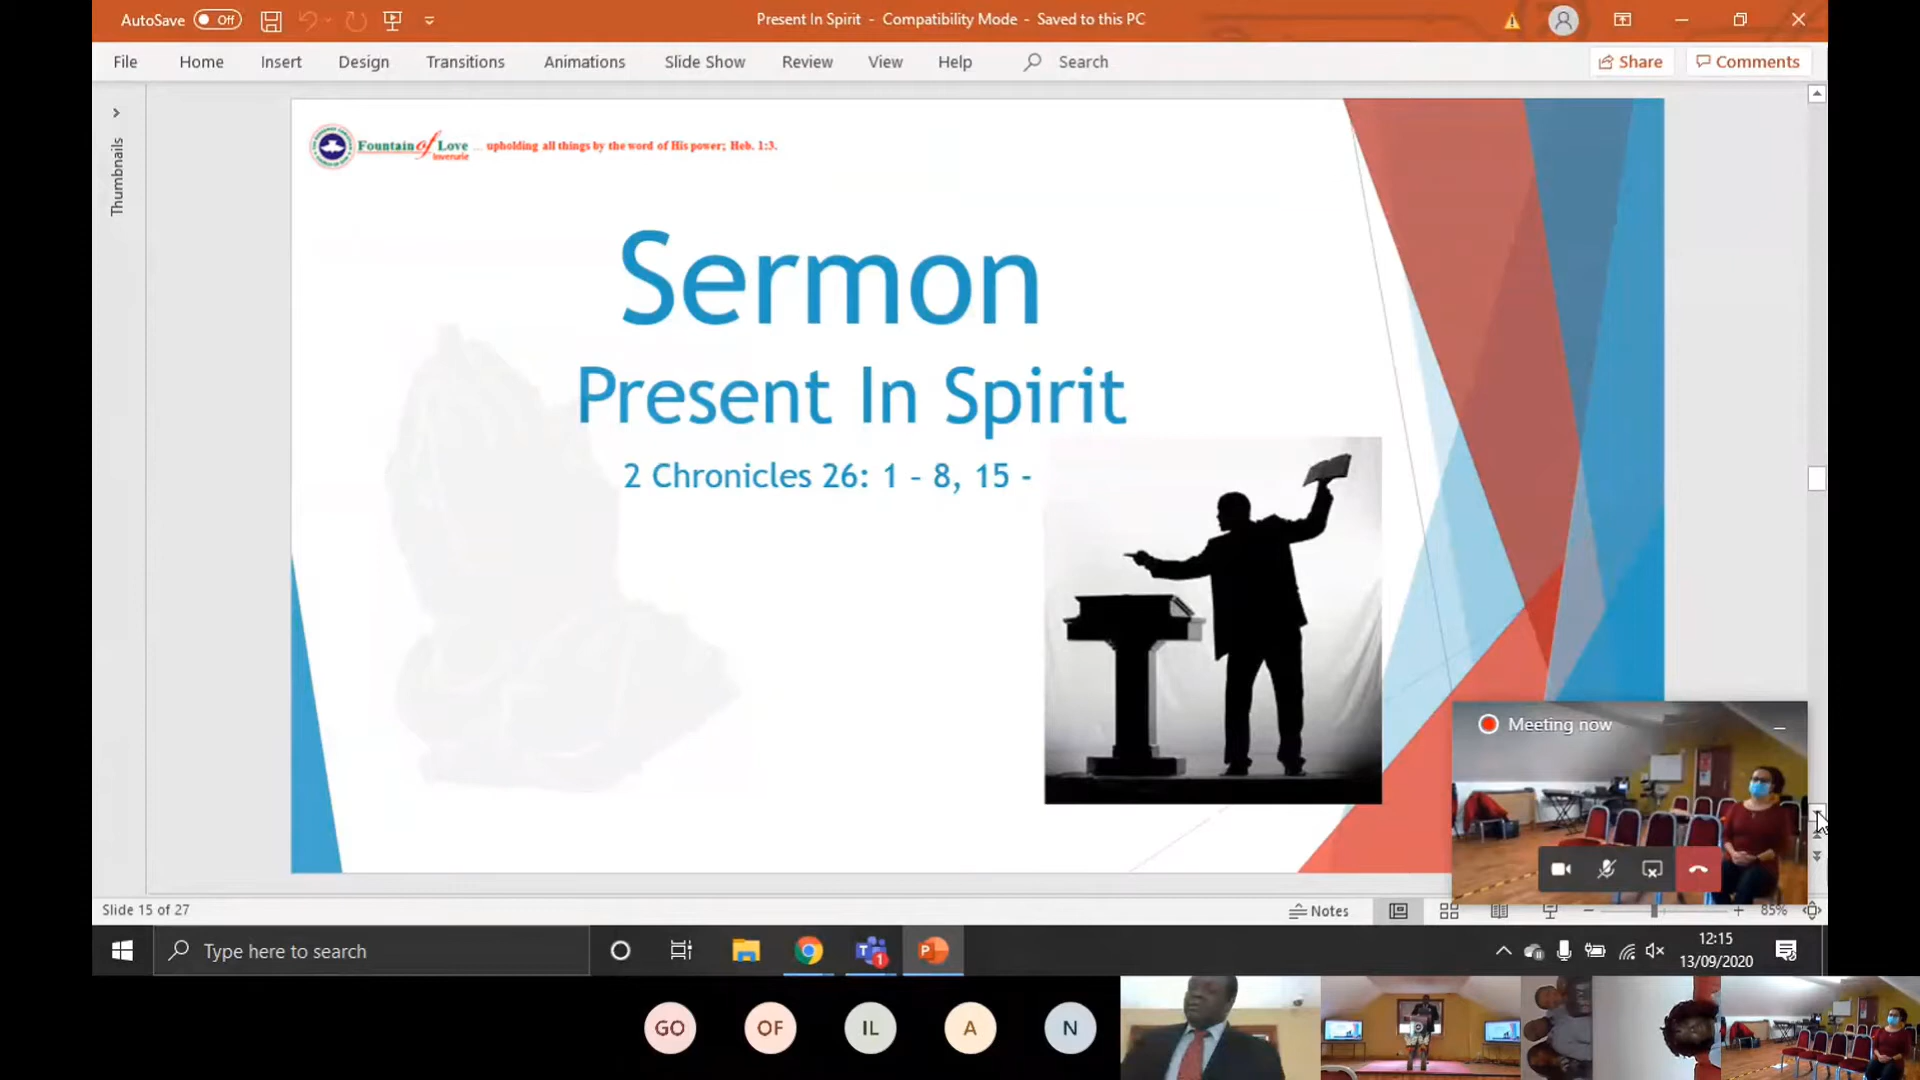 AutoSave Off Present In Spirit - Compatibility Mode - Saved to this PC
File Home Insert Design Transitions Animations Slide Show Review View Help Search Share Comments
Thumbnails
Fountain of Love ... upholding all things by the word of His power; Heb. 1:3.
Inverurie
Sermon
Present In Spirit
2 Chronicles 26: 1 - 8, 15 -
Meeting now
Slide 15 of 27 Notes 85%
Type here to search 1 12:15
13/09/2020
GO OF IL A N